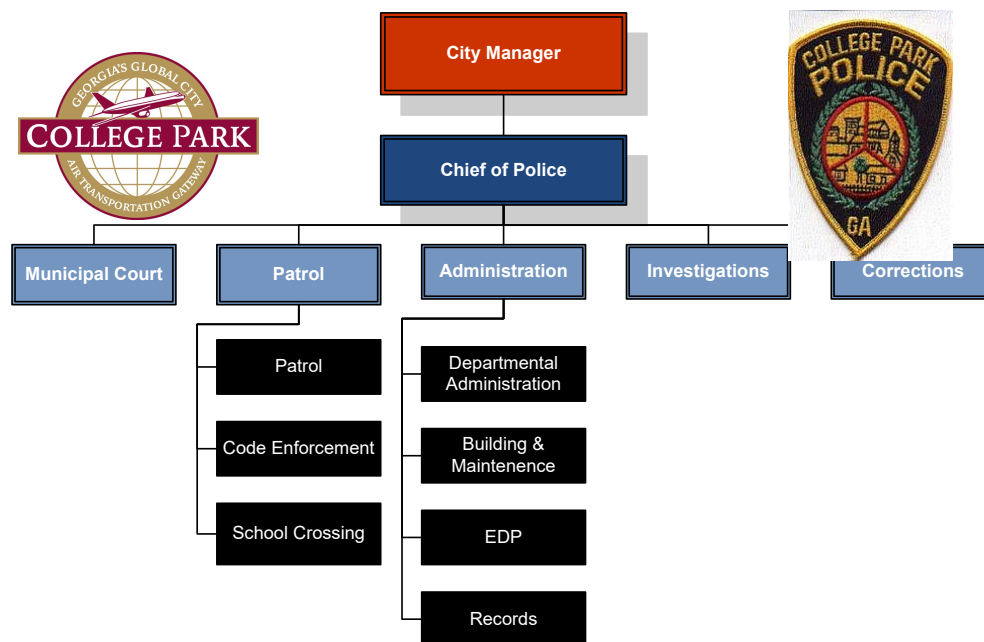 City Manager
GEORGIA'S GLOBAL CITY
COLLEGE PARK
AIR TRANSPORTATION GATEWAY
COLLEGE PARK
POLICE
GA
Chief of Police
Municipal Court
Patrol
Administration
Investigations
Corrections
Patrol
Code Enforcement
School Crossing
Departmental
Administration
Building &
Maintenence
EDP
Records